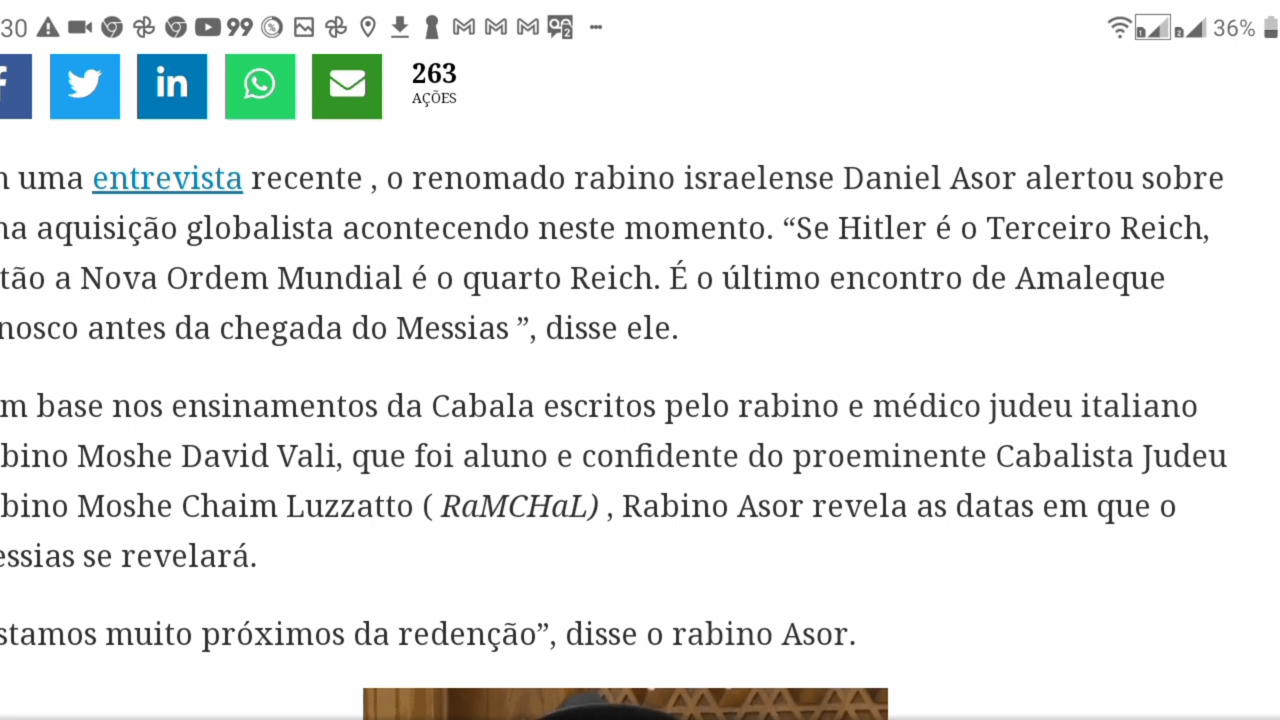 30 99 36%
in 263
AÇÕES
uma entrevista recente , o renomado rabino israelense Daniel Asor alertou sobre
aquisição globalista acontecendo neste momento. “Se Hitler é o Terceiro Reich,
tão a Nova Ordem Mundial é o quarto Reich. É o último encontro de Amaleque
nosco antes da chegada do Messias ”, disse ele.
m base nos ensinamentos da Cabala escritos pelo rabino e médico judeu italiano
bino Moshe David Vali, que foi aluno e confidente do proeminente Cabalista Judeu
bino Moshe Chaim Luzzatto ( RaMCHaL) , Rabino Asor revela as datas em que o
essias se revelará.
stamos muito próximos da redenção”, disse o rabino Asor.